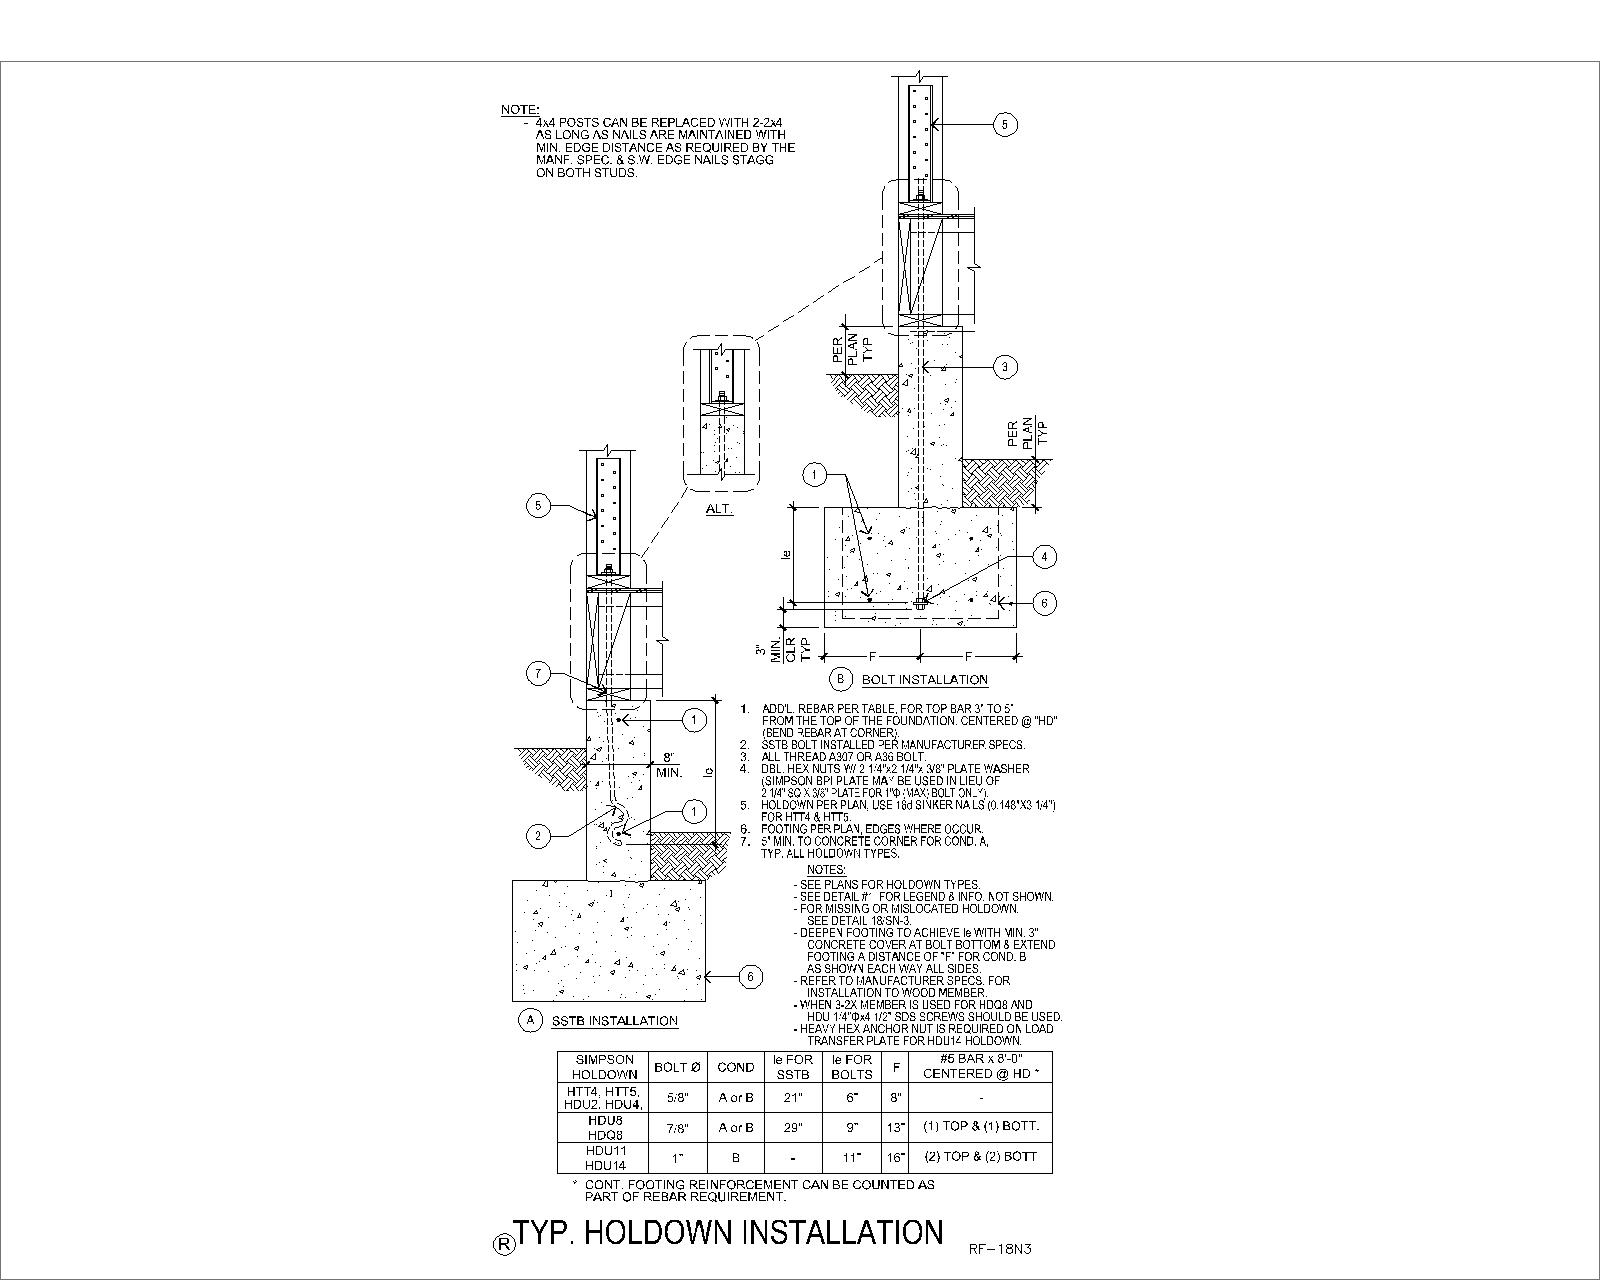 NOTE:
- 4x4 POSTS CAN BE REPLACED WITH 2-2x4
AS LONG AS NAILS ARE MAINTAINED WITH
MIN. EDGE DISTANCE AS REQUIRED BY THE
MANF. SPEC. & S.W. EDGE NAILS STAGG
ON BOTH STUDS.
5
PER
PLAN
TYP
3
PER
PLAN
TYP
1
ALT.
5
le
4
6
3"
MIN.
CLR
TYP
F
F
7
B BOLT INSTALLATION
1
8"
MIN.
le
1
2
6
A SSTB INSTALLATION
1. ADD'L. REBAR PER TABLE, FOR TOP BAR 3" TO 5"
FROM THE TOP OF THE FOUNDATION. CENTERED @ "HD"
(BEND REBAR AT CORNER).
2. SSTB BOLT INSTALLED PER MANUFACTURER SPECS.
3. ALL THREAD A307 OR A36 BOLT.
4. DBL. HEX NUTS W/ 2 1/4"x2 1/4"x 3/8" PLATE WASHER
(SIMPSON BPI PLATE MAY BE USED IN LIEU OF
2 1/4" SQ X 3/8" PLATE FOR 1"Φ (MAX) BOLT ONLY).
5. HOLDOWN PER PLAN, USE 16d SINKER NAILS (0.148"X3 1/4")
FOR HTT4 & HTT5.
6. FOOTING PER PLAN, EDGES WHERE OCCUR.
7. 5" MIN. TO CONCRETE CORNER FOR COND. A,
TYP. ALL HOLDOWN TYPES.
NOTES:
- SEE PLANS FOR HOLDOWN TYPES.
- SEE DETAIL #1 FOR LEGEND & INFO. NOT SHOWN.
- FOR MISSING OR MISLOCATED HOLDOWN.
SEE DETAIL 18/SN-3.
- DEEPEN FOOTING TO ACHIEVE le WITH MIN. 3"
CONCRETE COVER AT BOLT BOTTOM & EXTEND
FOOTING A DISTANCE OF "F" FOR COND. B
AS SHOWN EACH WAY ALL SIDES.
- REFER TO MANUFACTURER SPECS. FOR
INSTALLATION TO WOOD MEMBER.
- WHEN 3-2X MEMBER IS USED FOR HDQ8 AND
HDU 1/4"Φx4 1/2" SDS SCREWS SHOULD BE USED.
- HEAVY HEX ANCHOR NUT IS REQUIRED ON LOAD
TRANSFER PLATE FOR HDU14 HOLDOWN.
SIMPSON HOLDOWN BOLT Ø COND le FOR SSTB le FOR BOLTS F #5 BAR x 8'-0" CENTERED @ HD *
HTT4, HTT5, HDU2, HDU4, 5/8" A or B 21" 6" 8" -
HDU8 HDQ8 7/8" A or B 29" 9" 13" (1) TOP & (1) BOTT.
HDU11 HDU14 1" B - 11" 16" (2) TOP & (2) BOTT
* CONT. FOOTING REINFORCEMENT CAN BE COUNTED AS
PART OF REBAR REQUIREMENT.
R TYP. HOLDOWN INSTALLATION
RF-18N3